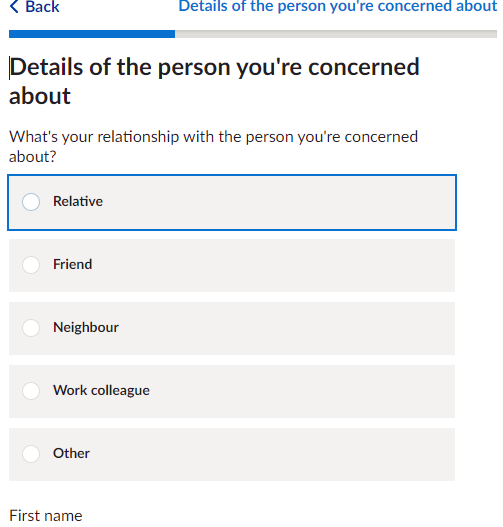 Back
Details of the person you're concerned about
Details of the person you're concerned
about
What's your relationship with the person you're concerned
about?
Relative
Friend
Neighbour
Work colleague
Other
First name